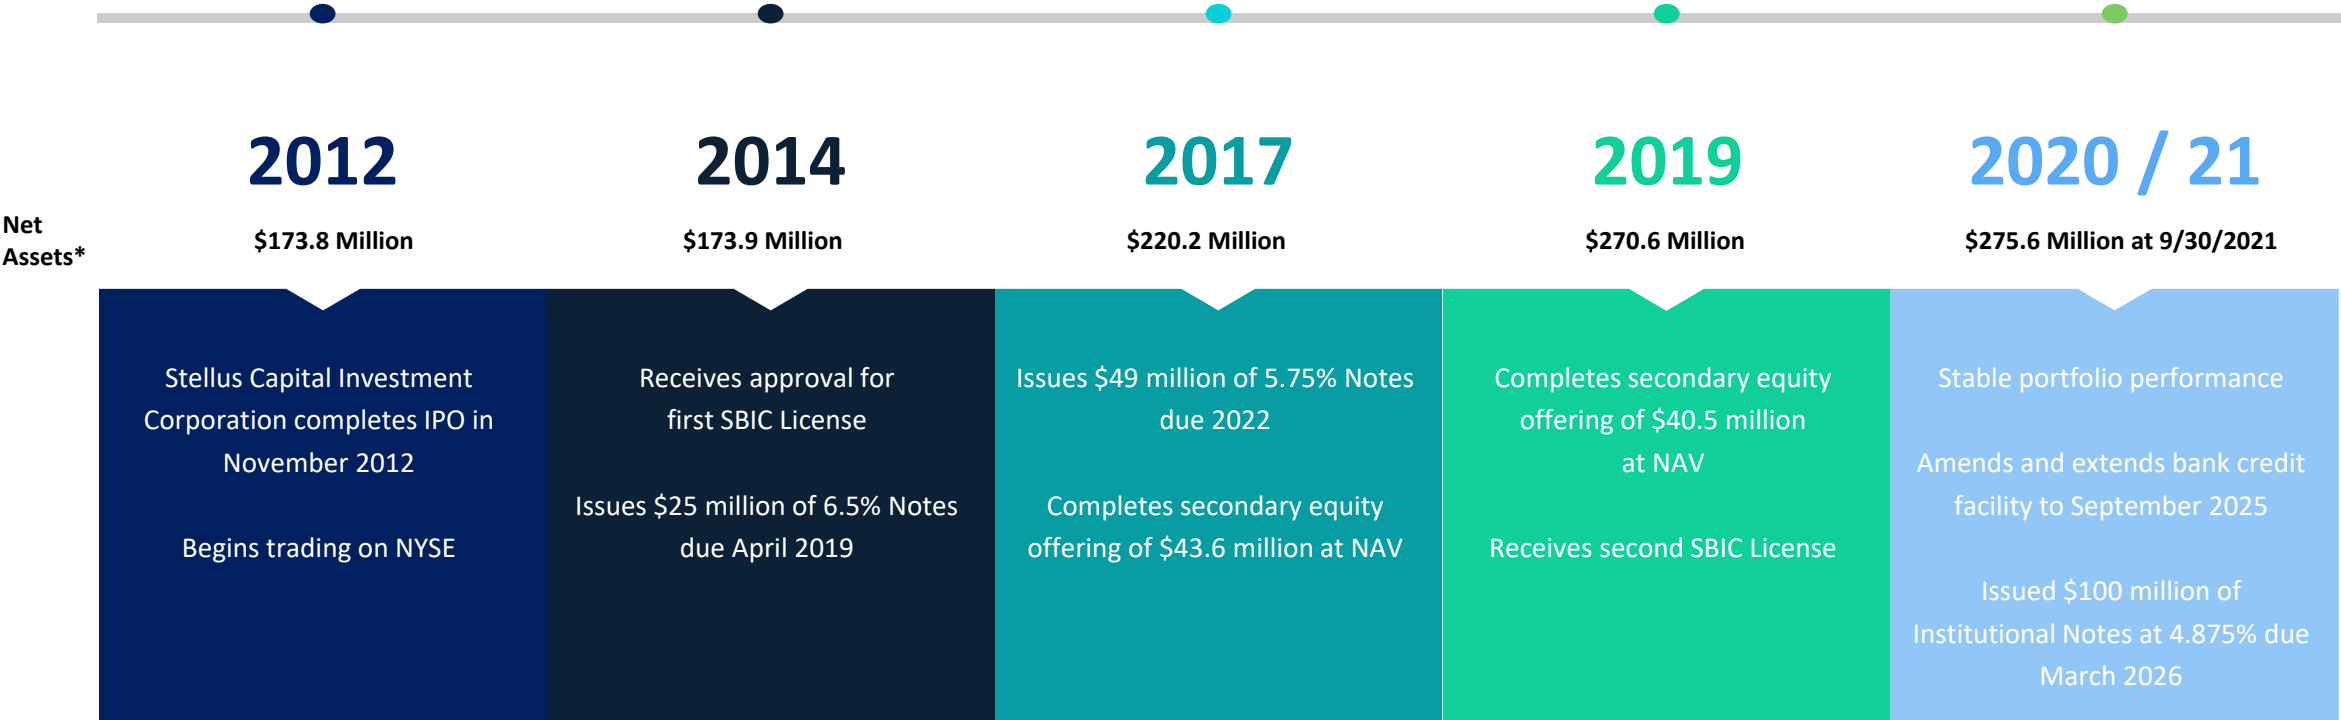 2012
2014
2017
2019
2020 / 21
Net
Assets*
$173.8 Million
$173.9 Million
$220.2 Million
$270.6 Million
$275.6 Million at 9/30/2021
Stellus Capital Investment
Corporation completes IPO in
November 2012
Begins trading on NYSE
Receives approval for
first SBIC License
Issues $25 million of 6.5% Notes
due April 2019
Issues $49 million of 5.75% Notes
due 2022
Completes secondary equity
offering of $43.6 million at NAV
Completes secondary equity
offering of $40.5 million
at NAV
Receives second SBIC License
Stable portfolio performance
Amends and extends bank credit
facility to September 2025
Issued $100 million of
Institutional Notes at 4.875% due
March 2026